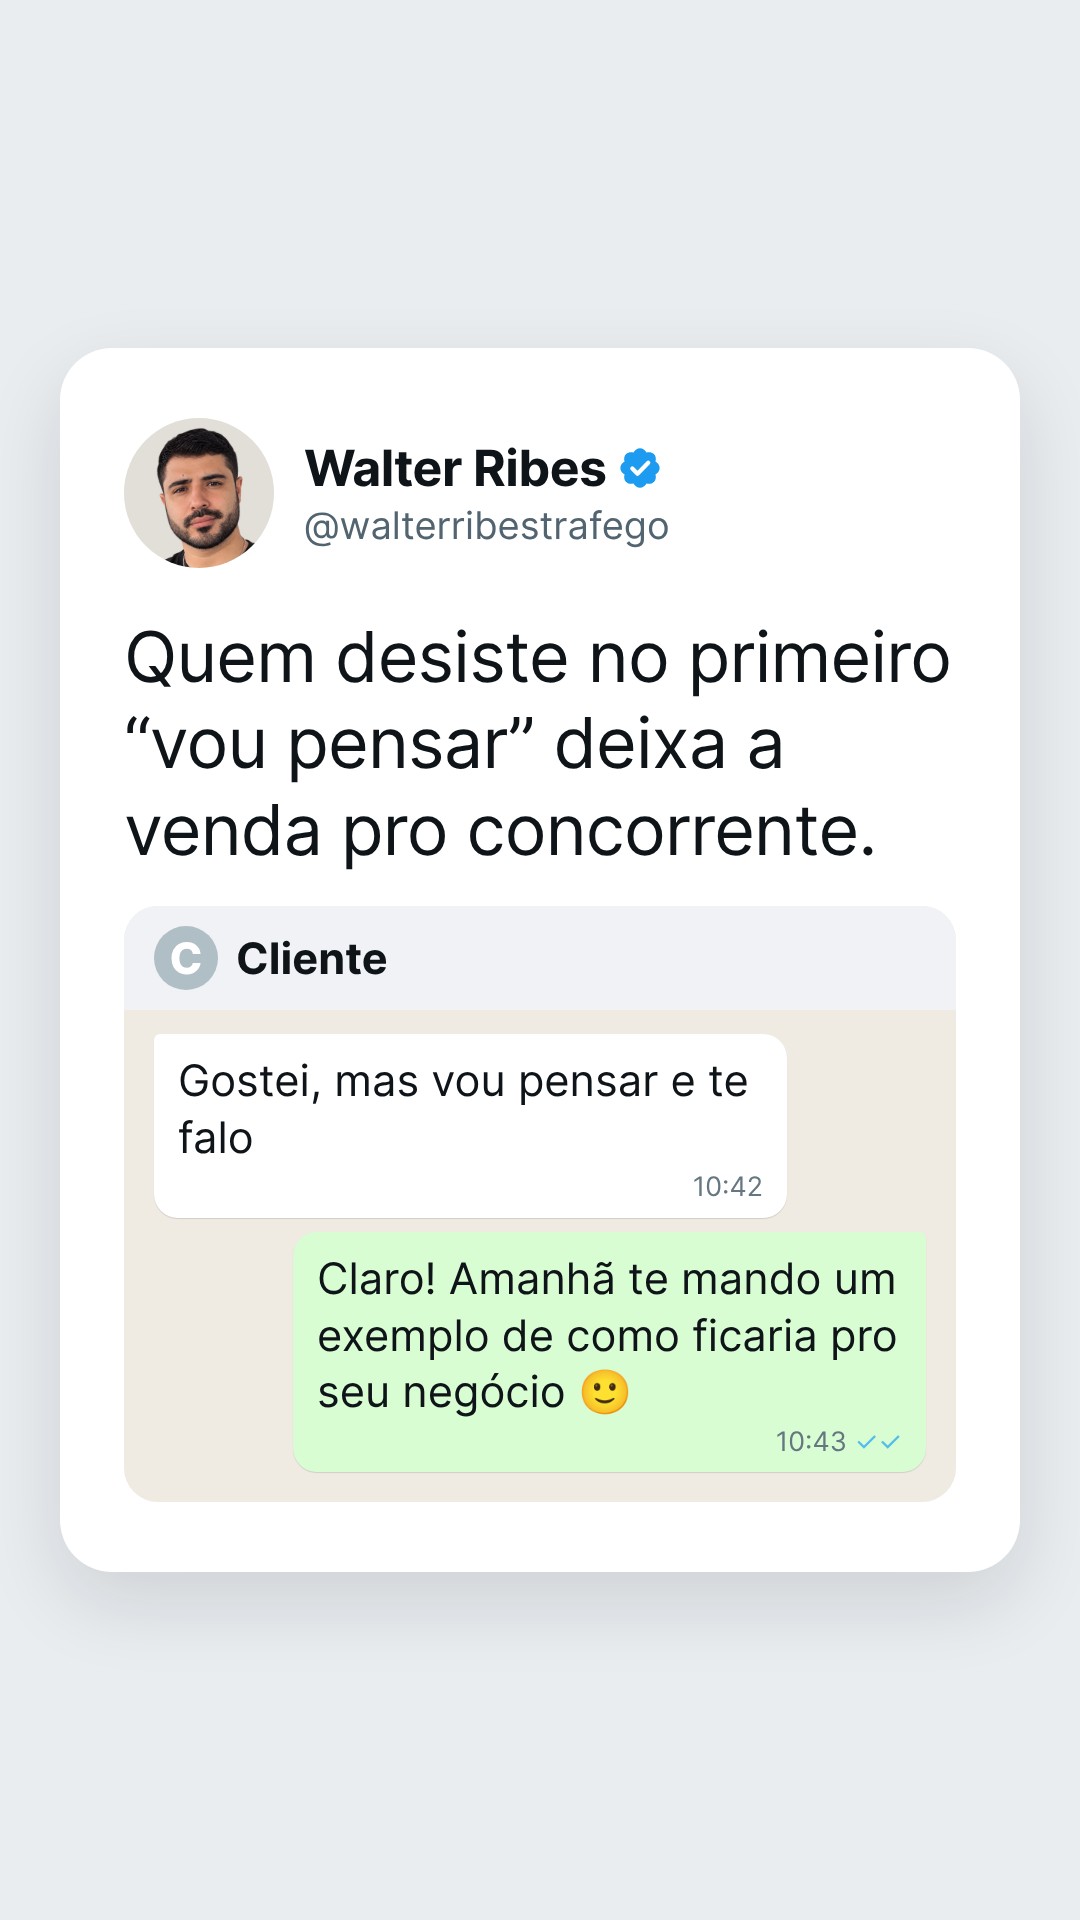 Walter Ribes
@walterribestrafego
Quem desiste no primeiro
“vou pensar” deixa a
venda pro concorrente.
C Cliente
Gostei, mas vou pensar e te
falo
10:42
Claro! Amanhã te mando um
exemplo de como ficaria pro
seu negócio 🙂
10:43